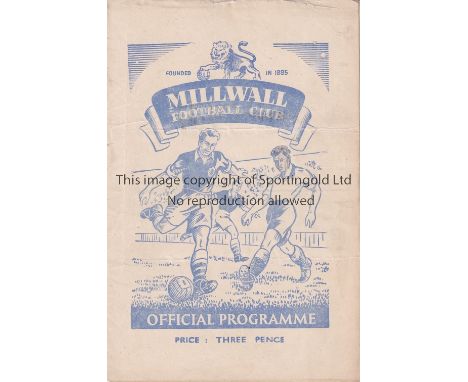 FOUNDED IN 1885
MILLWALL
FOOTBALL CLUB
This image copyright of Sportingold Ltd
No reproduction allowed
OFFICIAL PROGRAMME
PRICE : THREE PENCE